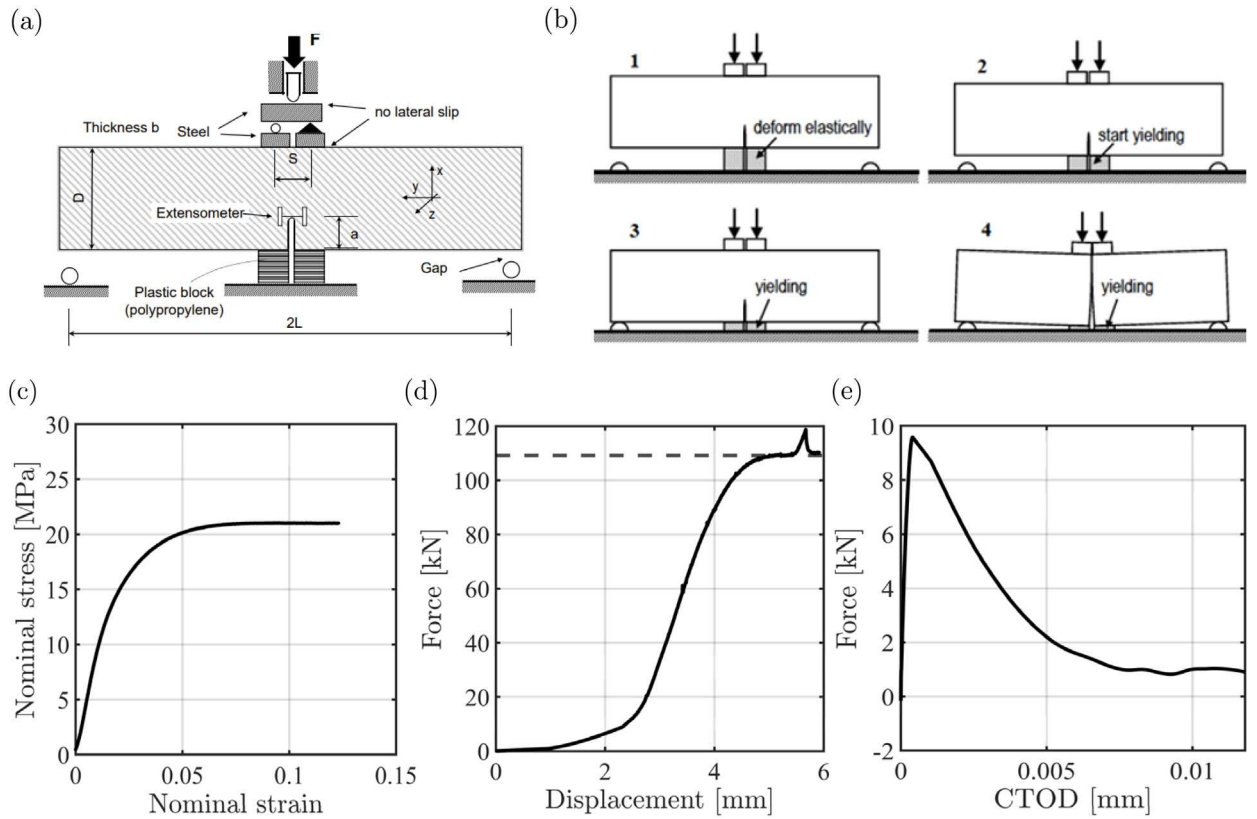 (a)
F
no lateral slip
Thickness b
Steel
S
D
x
y
z
Extensometer
a
Gap
Plastic block
(polypropylene)
2L
(b)
1
deform elastically
2
start yielding
3
yielding
4
yielding
(c)
30
25
20
15
10
5
0
0
0.05
0.1
0.15
Nominal stress [MPa]
Nominal strain
(d)
120
100
80
60
40
20
0
0
2
4
6
Force [kN]
Displacement [mm]
(e)
10
8
6
4
2
0
-2
0
0.005
0.01
Force [kN]
CTOD [mm]